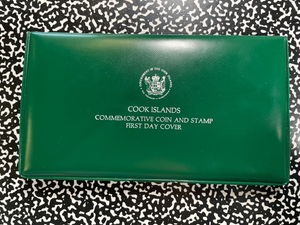 COOK ISLANDS
COMMEMORATIVE COIN AND STAMP
FIRST DAY COVER